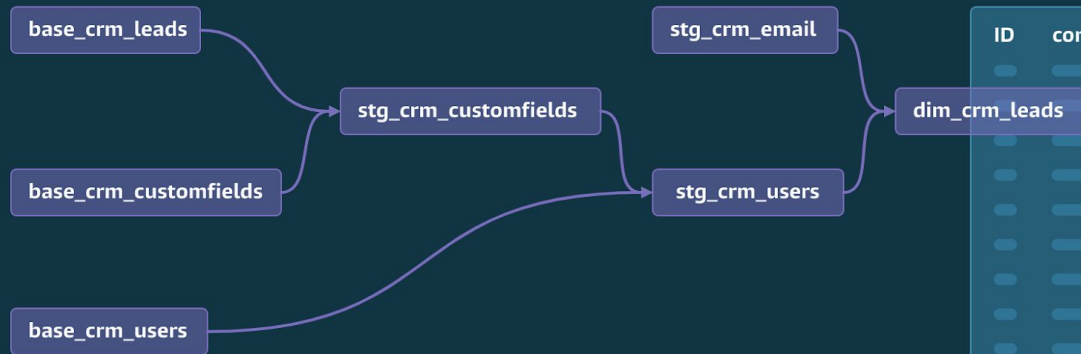 base_crm_leads
stg_crm_email
ID
stg_crm_customfields
dim_crm_leads
base_crm_customfields
stg_crm_users
base_crm_users